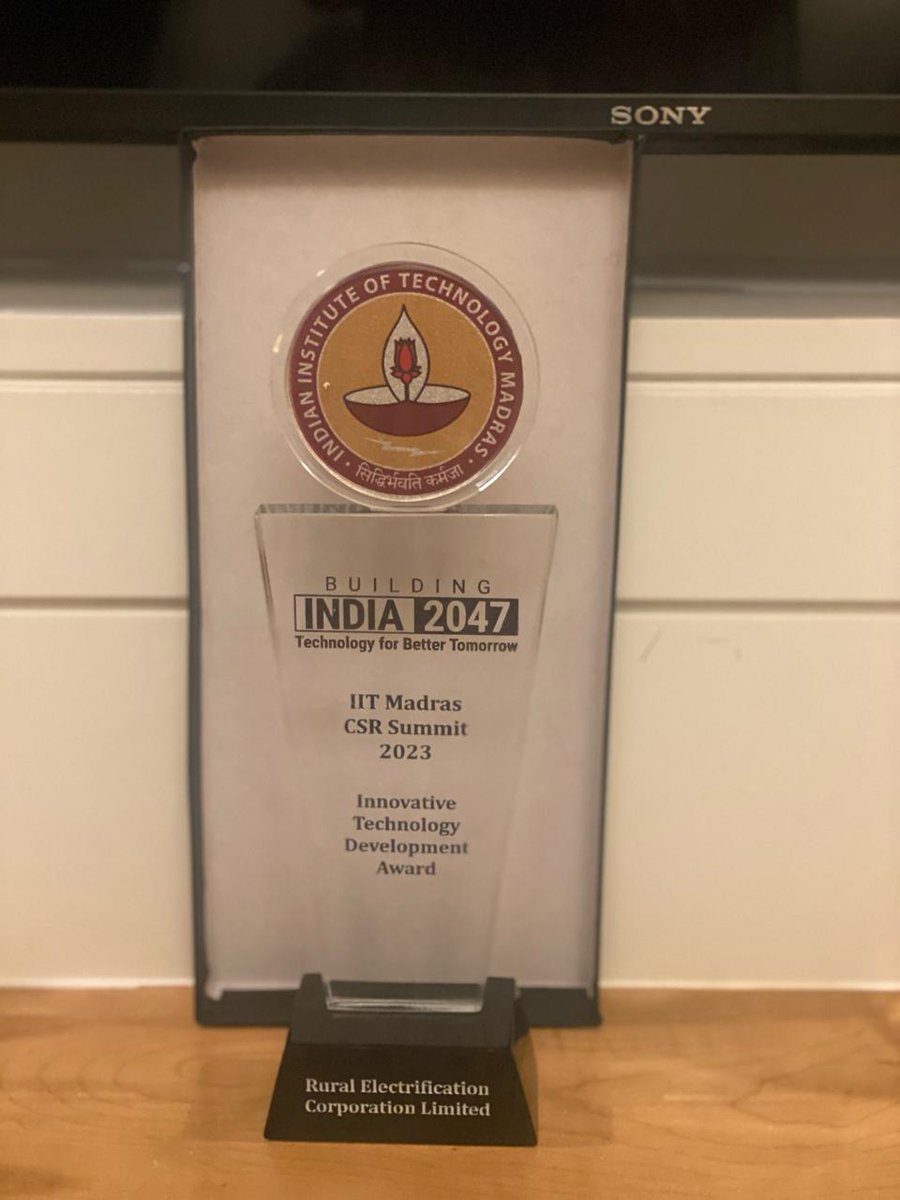 SONY
INDIAN INSTITUTE OF TECHNOLOGY MADRAS
सिद्धिर्भवति कर्मजा
BUILDING
INDIA 2047
Technology for Better Tomorrow
IIT Madras
CSR Summit
2023
Innovative
Technology
Development
Award
Rural Electrification
Corporation Limited